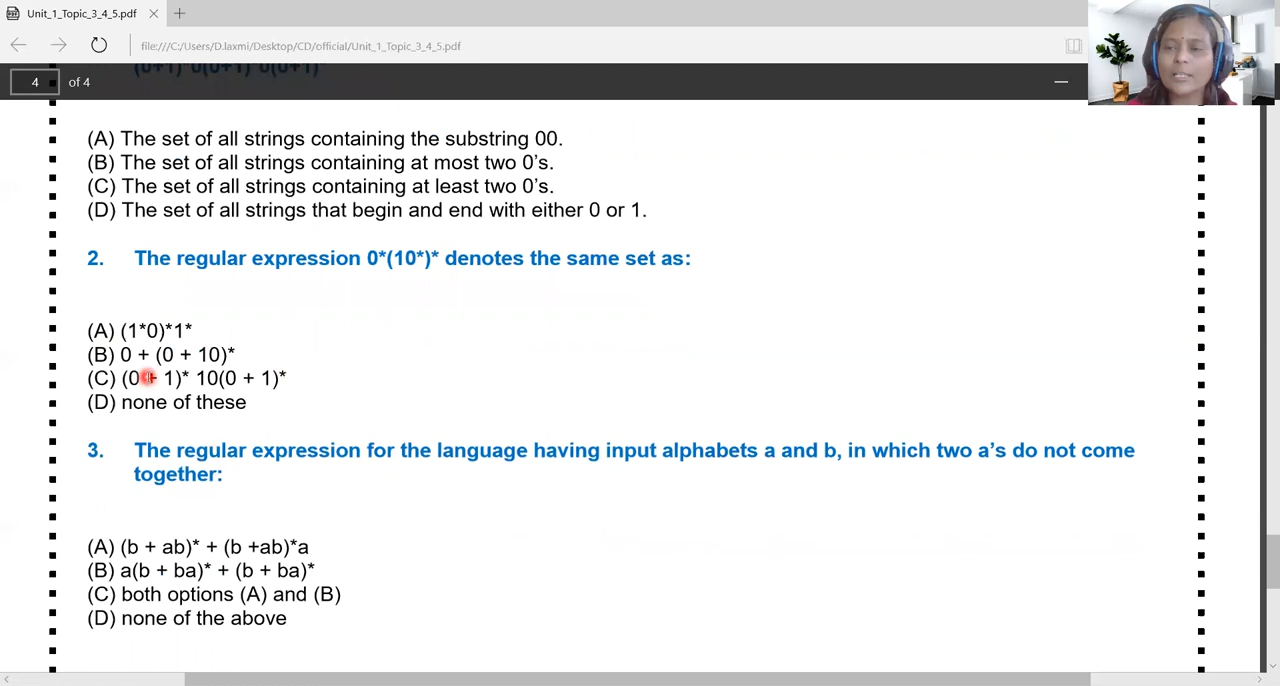 Unit_1_Topic_3_4_5.pdf
file:///C:/Users/D.laxmi/Desktop/CD/official/Unit_1_Topic_3_4_5.pdf
4 of 4
(A) The set of all strings containing the substring 00.
(B) The set of all strings containing at most two 0’s.
(C) The set of all strings containing at least two 0’s.
(D) The set of all strings that begin and end with either 0 or 1.
2. The regular expression 0*(10*)* denotes the same set as:
(A) (1*0)*1*
(B) 0 + (0 + 10)*
(C) (0 + 1)* 10(0 + 1)*
(D) none of these
3. The regular expression for the language having input alphabets a and b, in which two a’s do not come
together:
(A) (b + ab)* + (b +ab)*a
(B) a(b + ba)* + (b + ba)*
(C) both options (A) and (B)
(D) none of the above